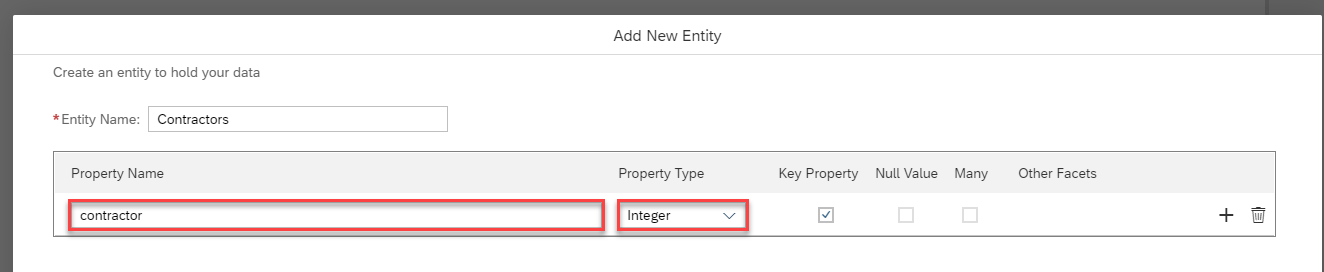 Add New Entity
Create an entity to hold your data
*Entity Name: Contractors
Property Name Property Type Key Property Null Value Many Other Facets
contractor Integer